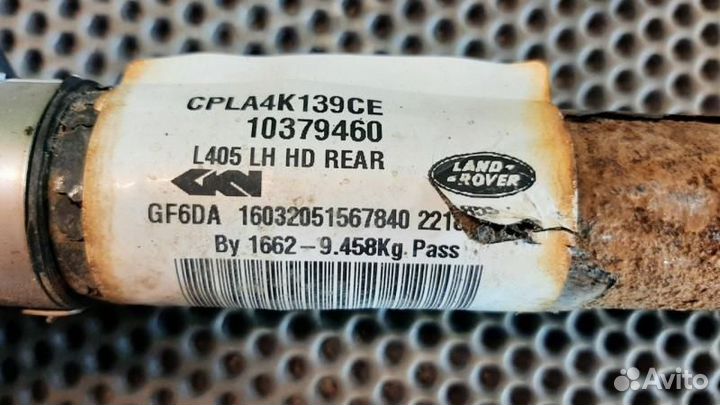 CPLA4K139CE
10379460
L405 LH HD REAR
GKN
LAND-
-ROVER
GF6DA 16032051567840
By 1662-9.458Kg Pass
Avito